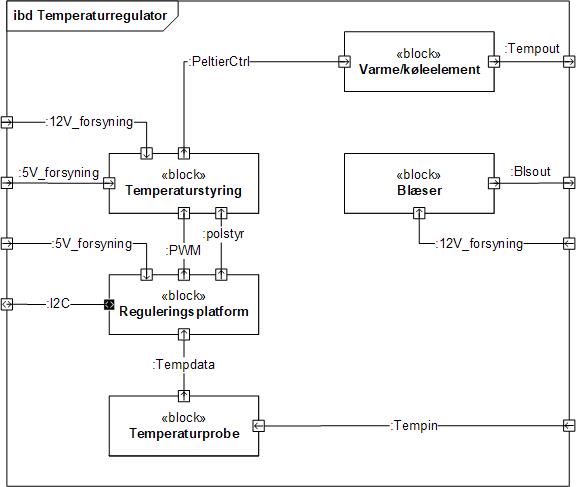 ibd Temperaturregulator
«block»
Varme/køleelement
:PeltierCtrl
:Tempout
:12V_forsyning
:5V_forsyning
«block»
Temperaturstyring
«block»
Blæser
:Blsout
:polstyr
:PWM
:5V_forsyning
:12V_forsyning
:I2C
«block»
Reguleringsplatform
:Tempdata
«block»
Temperaturprobe
:Tempin